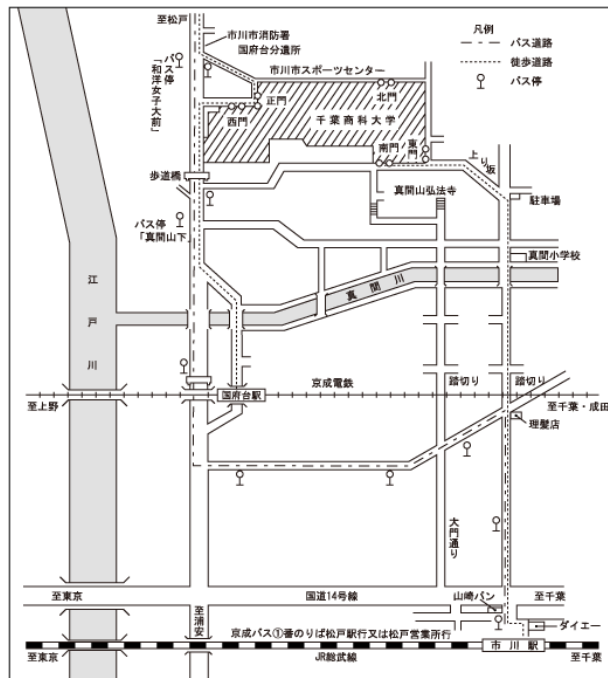 至松戸
市川市消防署
国府台分遣所
バス停
「和洋女子大前」
凡例
バス道路
徒歩道路
バス停
市川市スポーツセンター
正門
北門
西門
千葉商科大学
南門
東門
上り坂
歩道橋
真間山弘法寺
駐車場
バス停
「真間山下」
真間小学校
江戸川
真間川
京成電鉄
踏切り
踏切り
国府台駅
至上野
至千葉・成田
理髪店
大門通り
至東京
国道14号線
山崎パン
至千葉
至浦安
ダイエー
京成バス①番のりば松戸駅行又は松戸営業所行
市川駅
至東京
JR総武線
至千葉